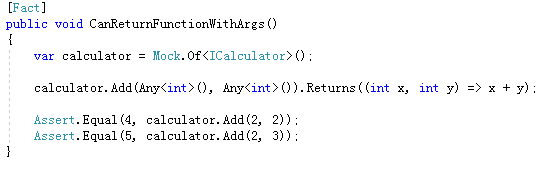 [Fact]
public void CanReturnFunctionWithArgs()
{
    var calculator = Mock.Of<ICalculator>();
    calculator.Add(Any<int>(), Any<int>()).Returns((int x, int y) => x + y);
    Assert.Equal(4, calculator.Add(2, 2));
    Assert.Equal(5, calculator.Add(2, 3));
}